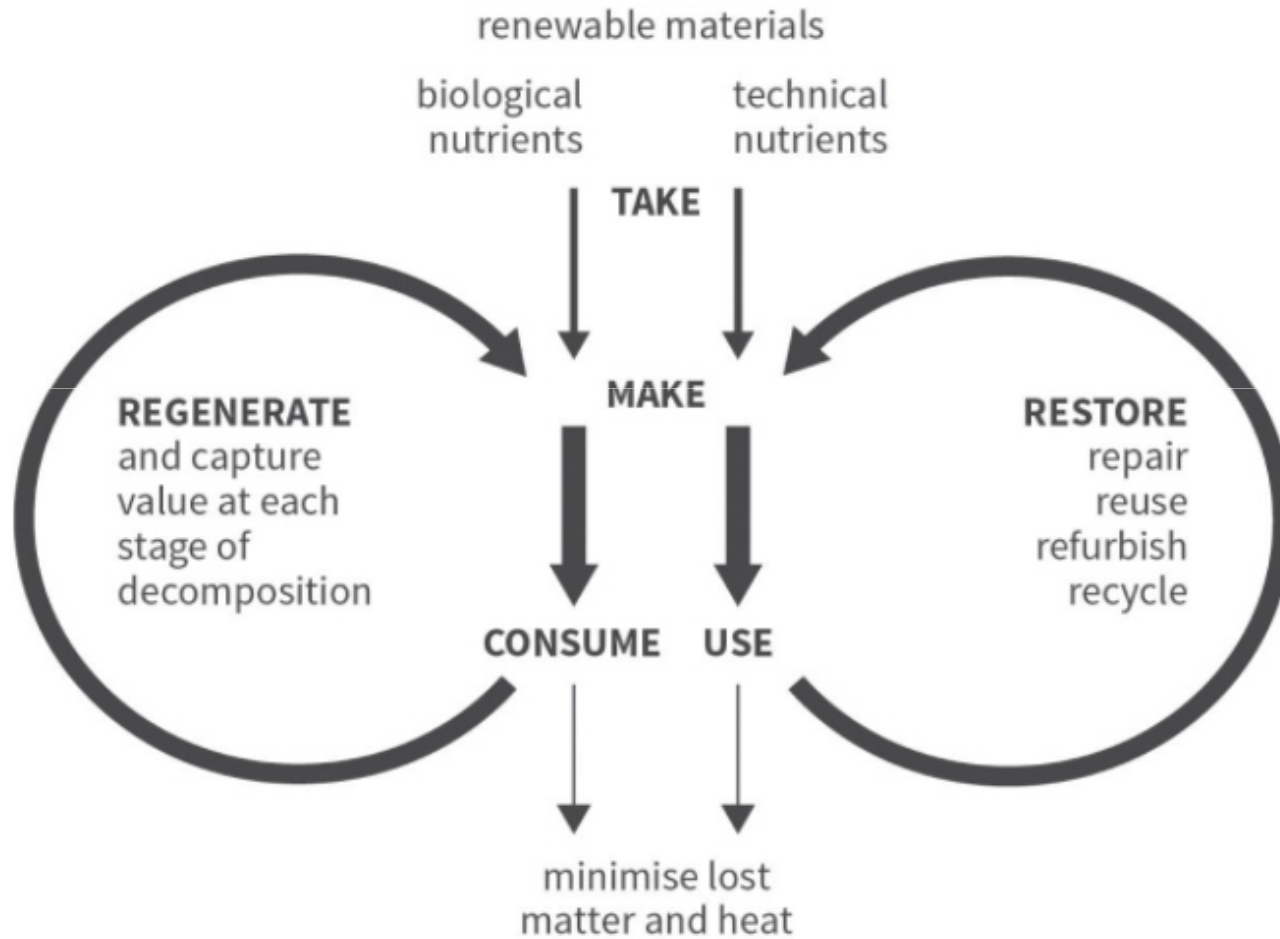 renewable materials
biological
nutrients
technical
nutrients
TAKE
MAKE
REGENERATE
and capture
value at each
stage of
decomposition
RESTORE
repair
reuse
refurbish
recycle
CONSUME
USE
minimise lost
matter and heat